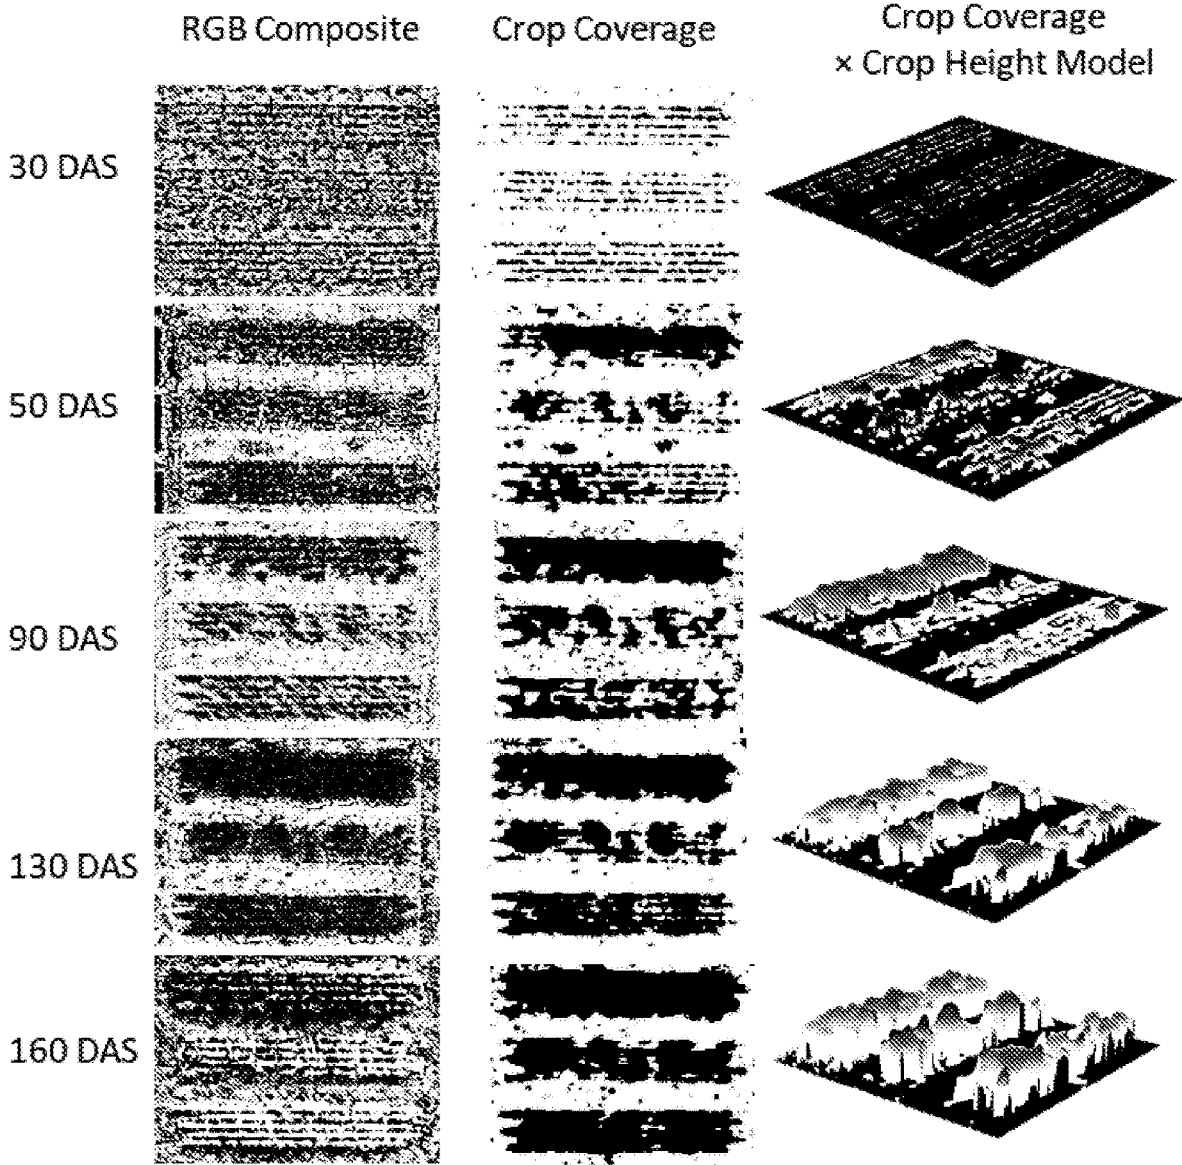 RGB Composite
Crop Coverage
Crop Coverage
× Crop Height Model
30 DAS
50 DAS
90 DAS
130 DAS
160 DAS